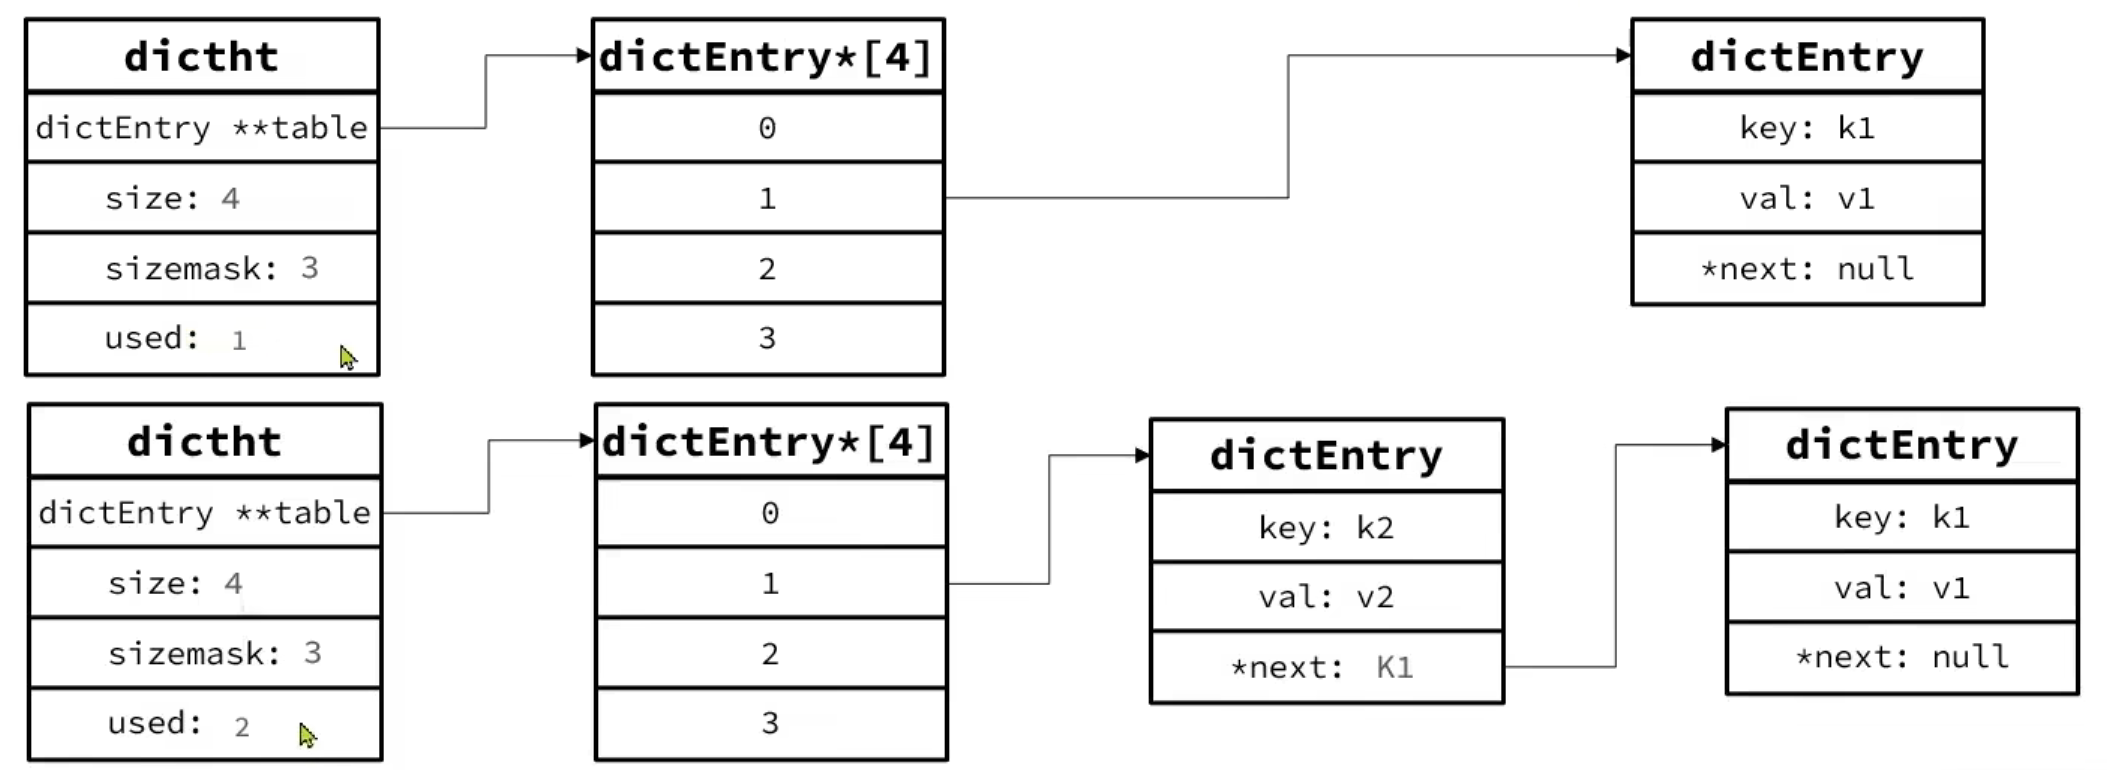 dictht
dictEntry **table
size: 4
sizemask: 3
used: 1
dictEntry*[4]
0
1
2
3
dictEntry
key: k1
val: v1
*next: null
dictht
dictEntry **table
size: 4
sizemask: 3
used: 2
dictEntry*[4]
0
1
2
3
dictEntry
key: k2
val: v2
*next: K1
dictEntry
key: k1
val: v1
*next: null